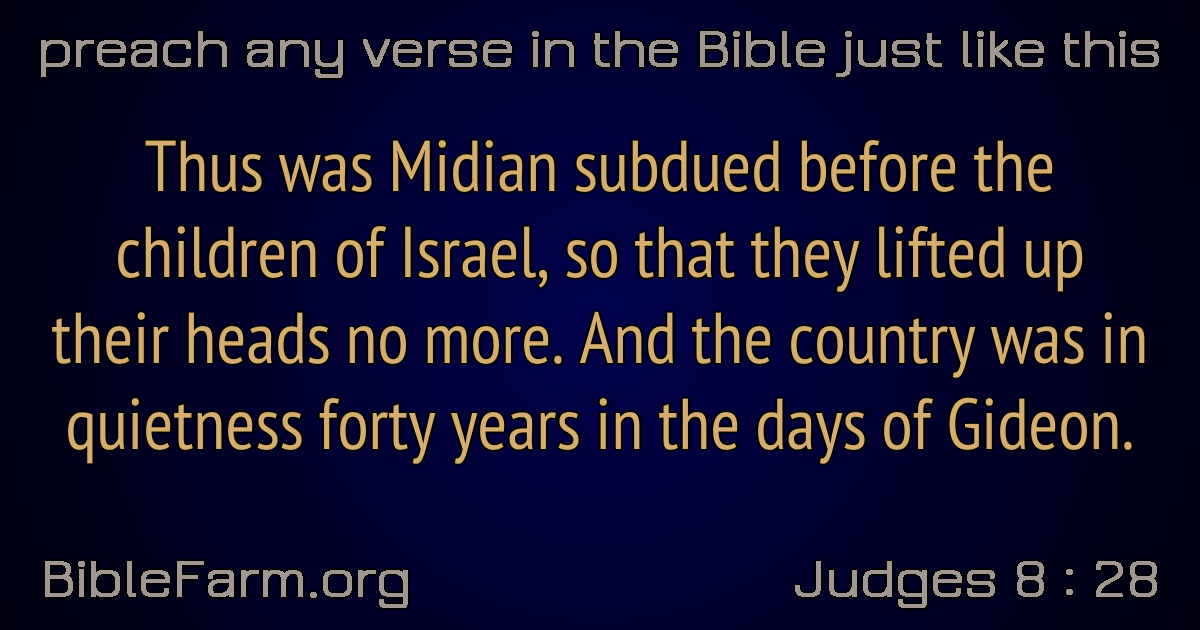 preach any verse in the Bible just like this
Thus was Midian subdued before the
children of Israel, so that they lifted up
their heads no more. And the country was in
quietness forty years in the days of Gideon.
BibleFarm.org
Judges 8 : 28